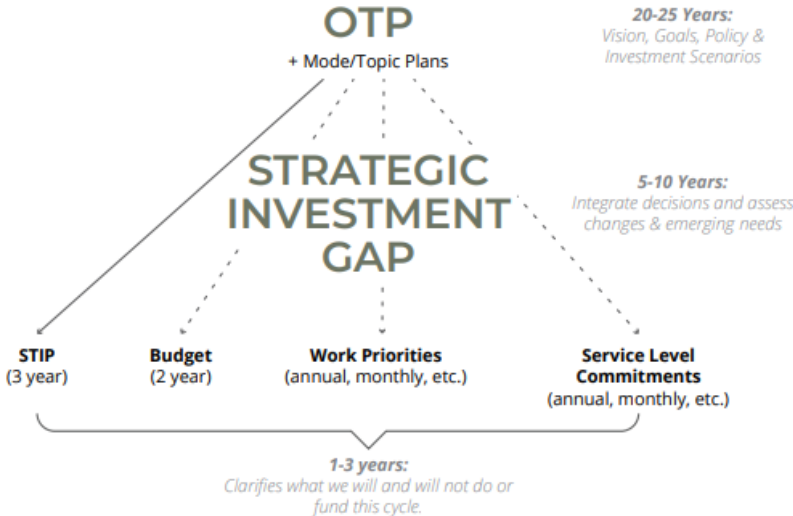 OTP
+ Mode/Topic Plans
20-25 Years:
Vision, Goals, Policy &
Investment Scenarios
STRATEGIC
INVESTMENT
GAP
5-10 Years:
Integrate decisions and assess
changes & emerging needs
STIP
(3 year)
Budget
(2 year)
Work Priorities
(annual, monthly, etc.)
Service Level
Commitments
(annual, monthly, etc.)
1-3 years:
Clarifies what we will and will not do or
fund this cycle.